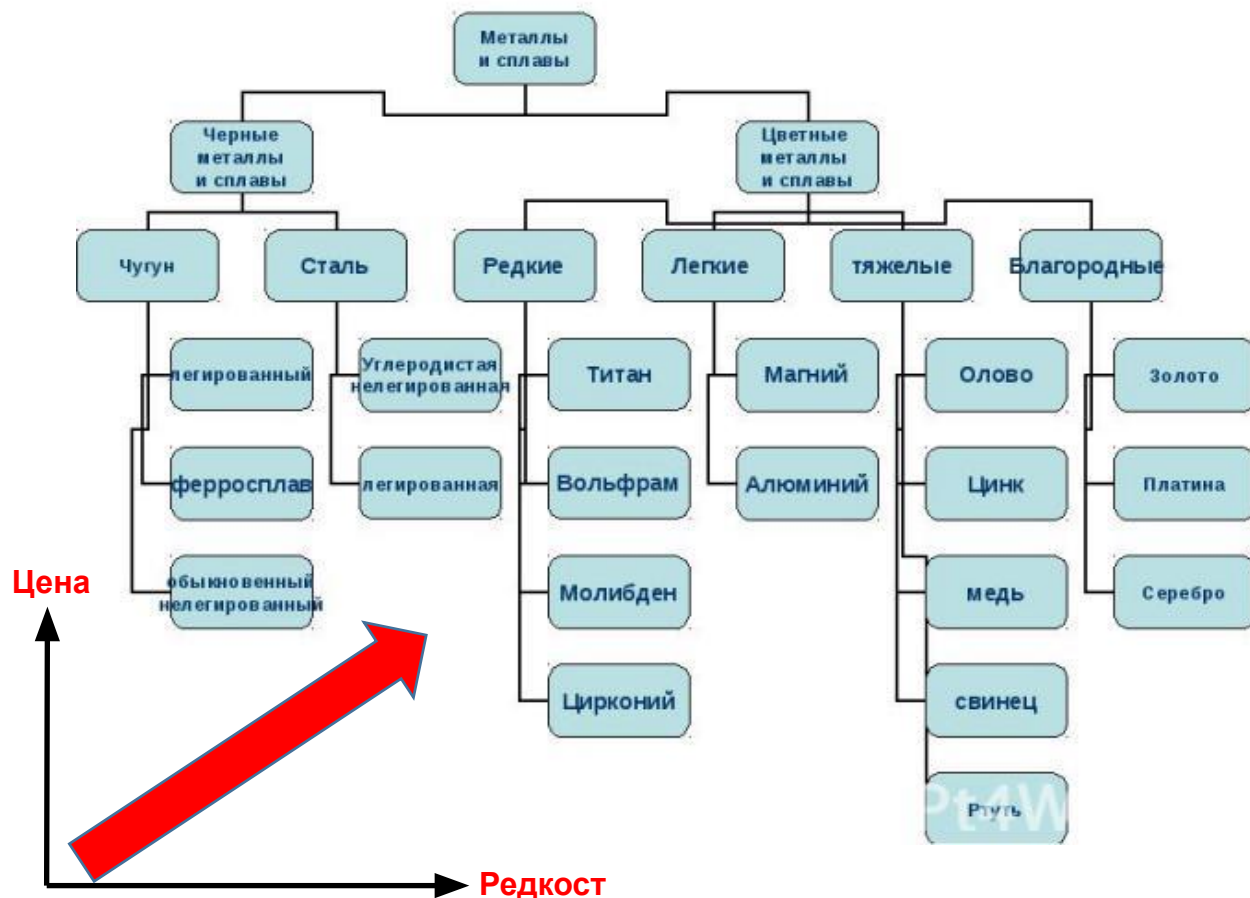 Металлы
и сплавы
Черные
металлы
и сплавы
Цветные
металлы
и сплавы
Чугун
Сталь
Редкие
Легкие
тяжелые
Благородные
легированный
Углеродистая
нелегированная
Титан
Магний
Олово
Золото
ферросплав
легированная
Вольфрам
Алюминий
Цинк
Платина
обыкновенный
нелегированный
Молибден
медь
Серебро
Цирконий
свинец
Ртуть
Pt4W
Цена
Редкост